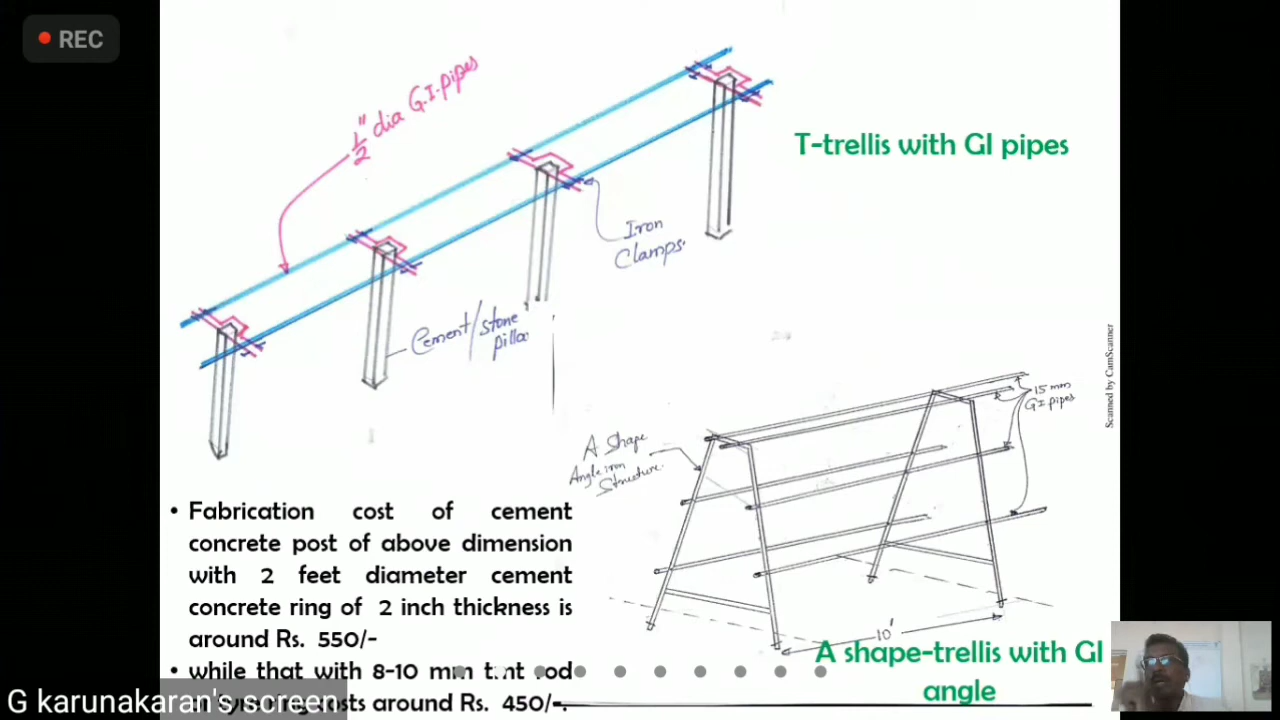 REC
1/2" dia G.I. pipes
T-trellis with GI pipes
Iron
Clamps.
Cement/stone
Scanned by CamScanner
15 mm
G.I. pipes
A Shape
Angle iron
Structure.
• Fabrication cost of cement
concrete post of above dimension
with 2 feet diameter cement
concrete ring of 2 inch thickness is
around Rs. 550/-
10'
A shape-trellis with GI
angle
• while that with 8-10 mm
costs around Rs. 450/-.
G karunakaran's screen